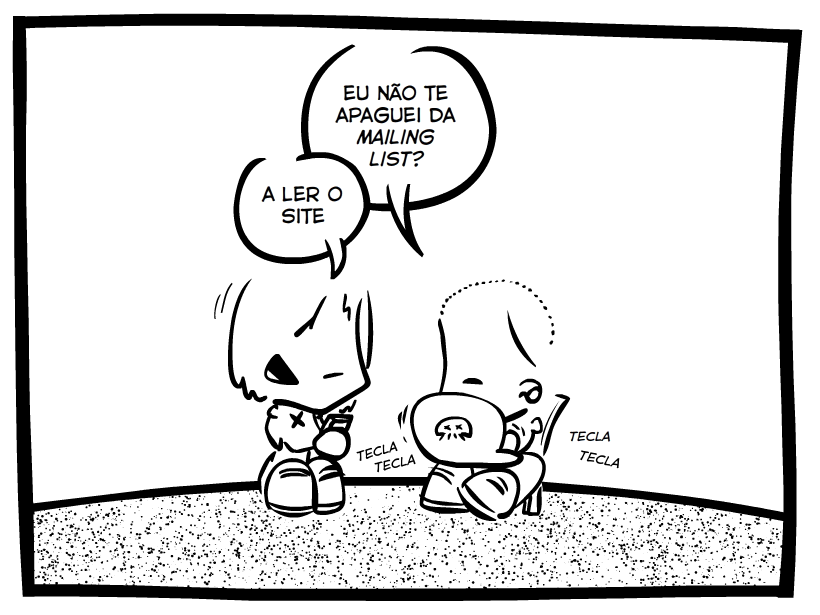 EU NÃO TE
APAGUEI DA
MAILING
LIST?
A LER O
SITE
TECLA
TECLA
TECLA
TECLA